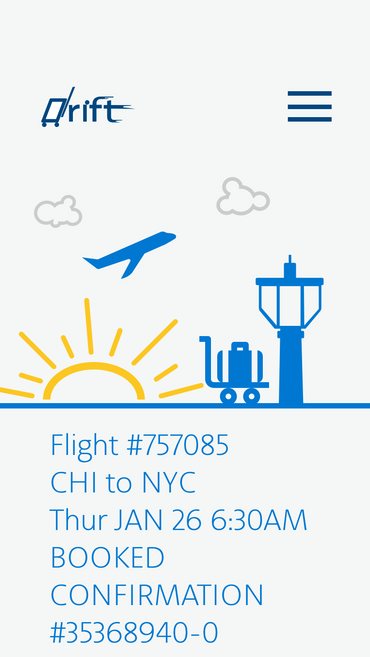 Drift
Flight #757085
CHI to NYC
Thur JAN 26 6:30AM
BOOKED
CONFIRMATION
#35368940-0